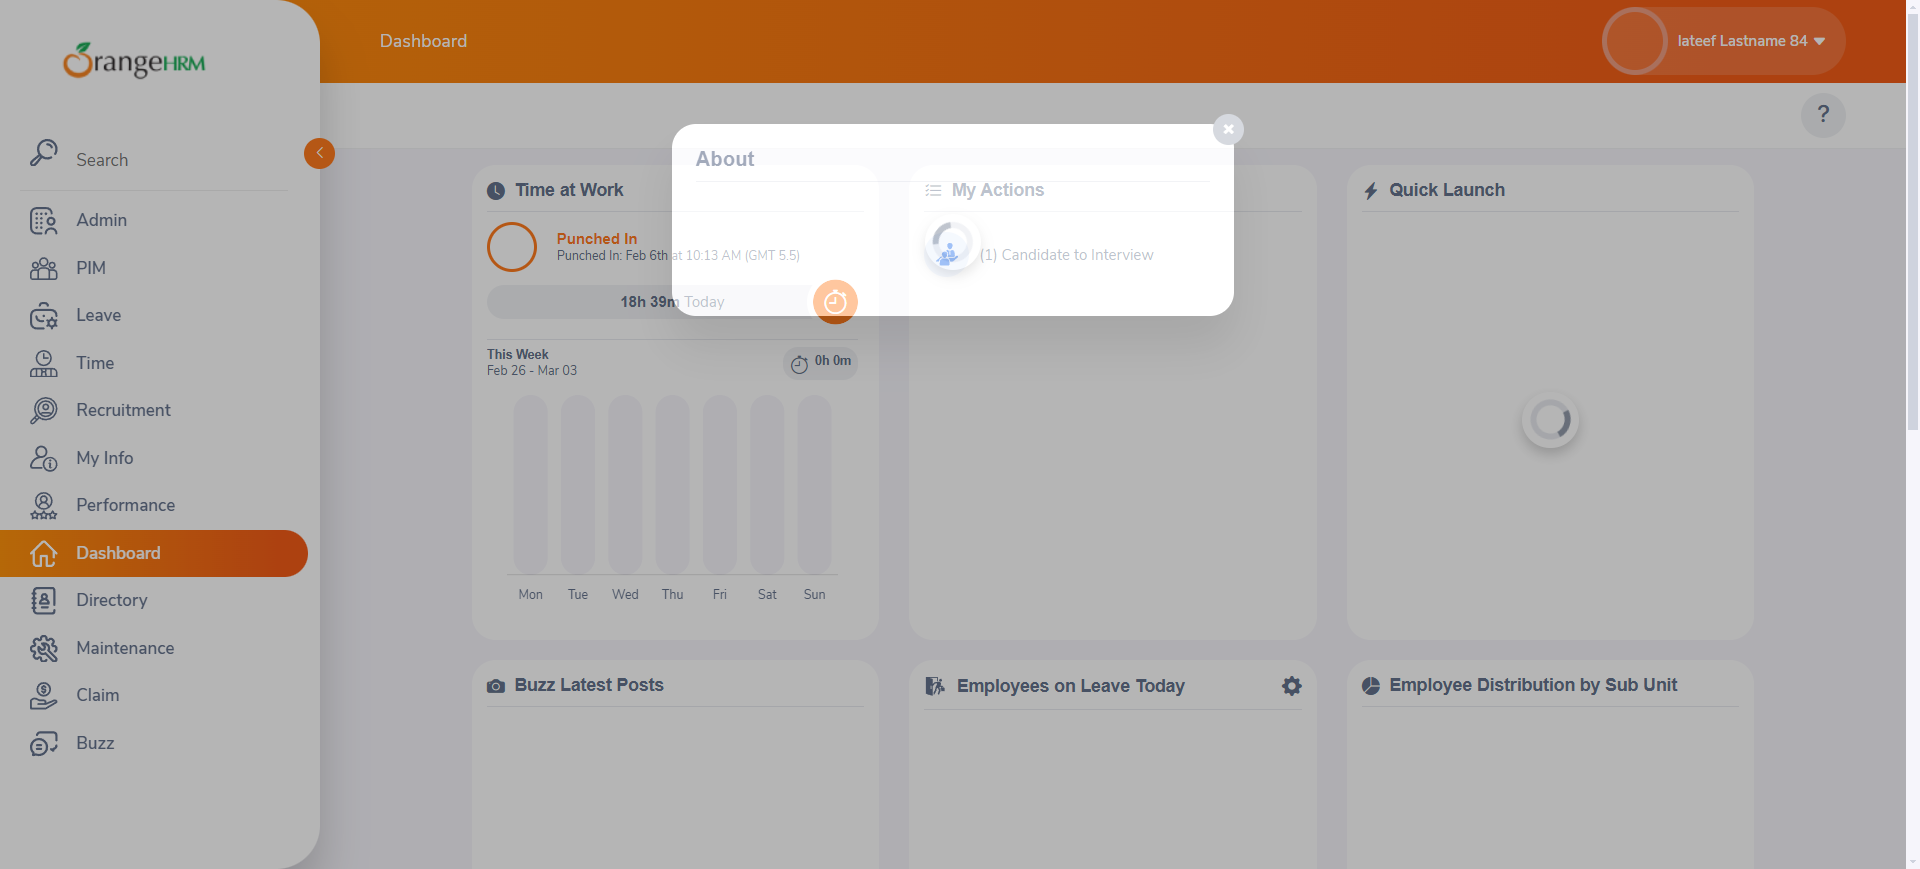 OrangeHRM
Search
Admin
PIM
Leave
Time
Recruitment
My Info
Performance
Dashboard
Directory
Maintenance
Claim
Buzz
Dashboard
lateef Lastname 84
?
About
Time at Work
Punched In
Punched In: Feb 6th at 10:13 AM (GMT 5.5)
18h 39m Today
This Week
Feb 26 - Mar 03
0h 0m
Mon Tue Wed Thu Fri Sat Sun
My Actions
(1) Candidate to Interview
Quick Launch
Buzz Latest Posts
Employees on Leave Today
Employee Distribution by Sub Unit